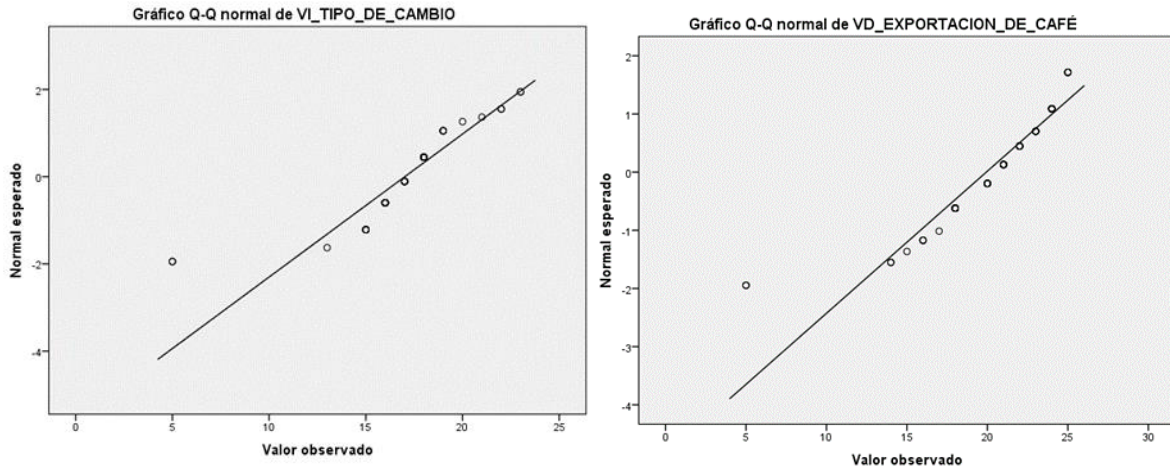 Gráfico Q-Q normal de VI_TIPO_DE_CAMBIO
Normal esperado
2
0
-2
-4
0 5 10 15 20 25
Valor observado
Gráfico Q-Q normal de VD_EXPORTACION_DE_CAFÉ
Normal esperado
2
1
0
-1
-2
-3
-4
0 5 10 15 20 25 30
Valor observado